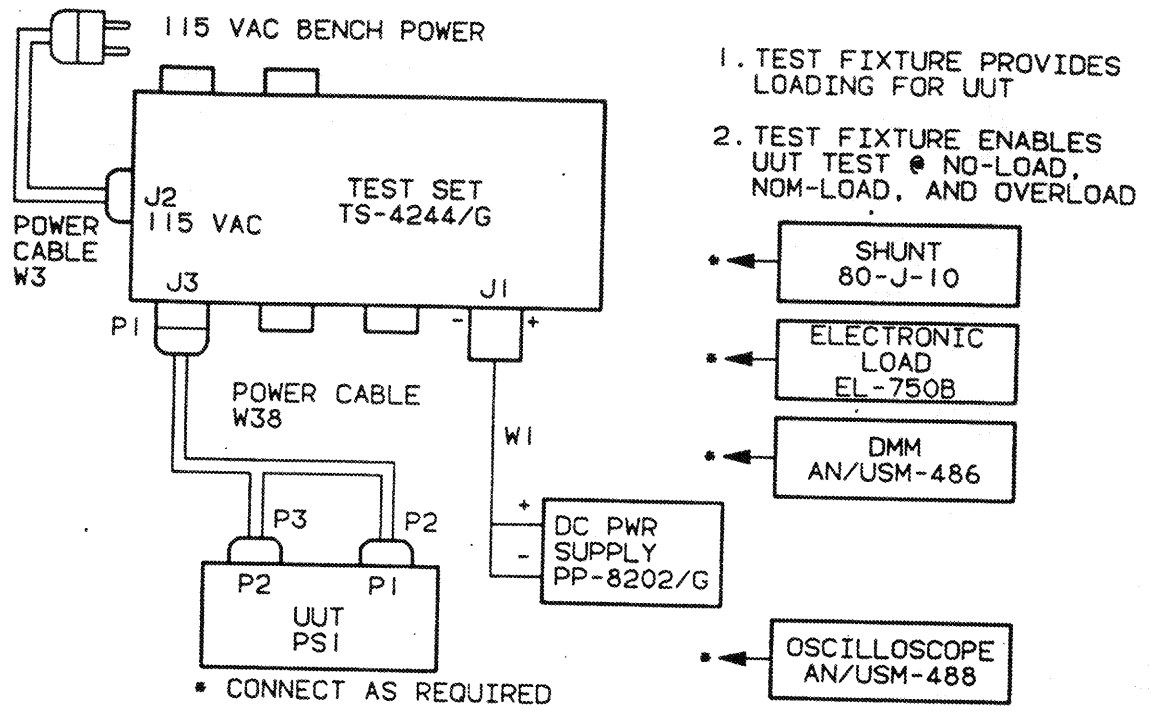 115 VAC BENCH POWER
1. TEST FIXTURE PROVIDES
LOADING FOR UUT
2. TEST FIXTURE ENABLES
UUT TEST @ NO-LOAD,
NOM-LOAD, AND OVERLOAD
J2
115 VAC
TEST SET
TS-4244/G
POWER
CABLE
W3
J3
J1
P1
- +
POWER CABLE
W38
W1
* SHUNT
80-J-10
* ELECTRONIC
LOAD
EL-750B
* DMM
AN/USM-486
P3
P2
+
-
DC PWR
SUPPLY
PP-8202/G
P2
P1
UUT
PS1
* OSCILLOSCOPE
AN/USM-488
* CONNECT AS REQUIRED